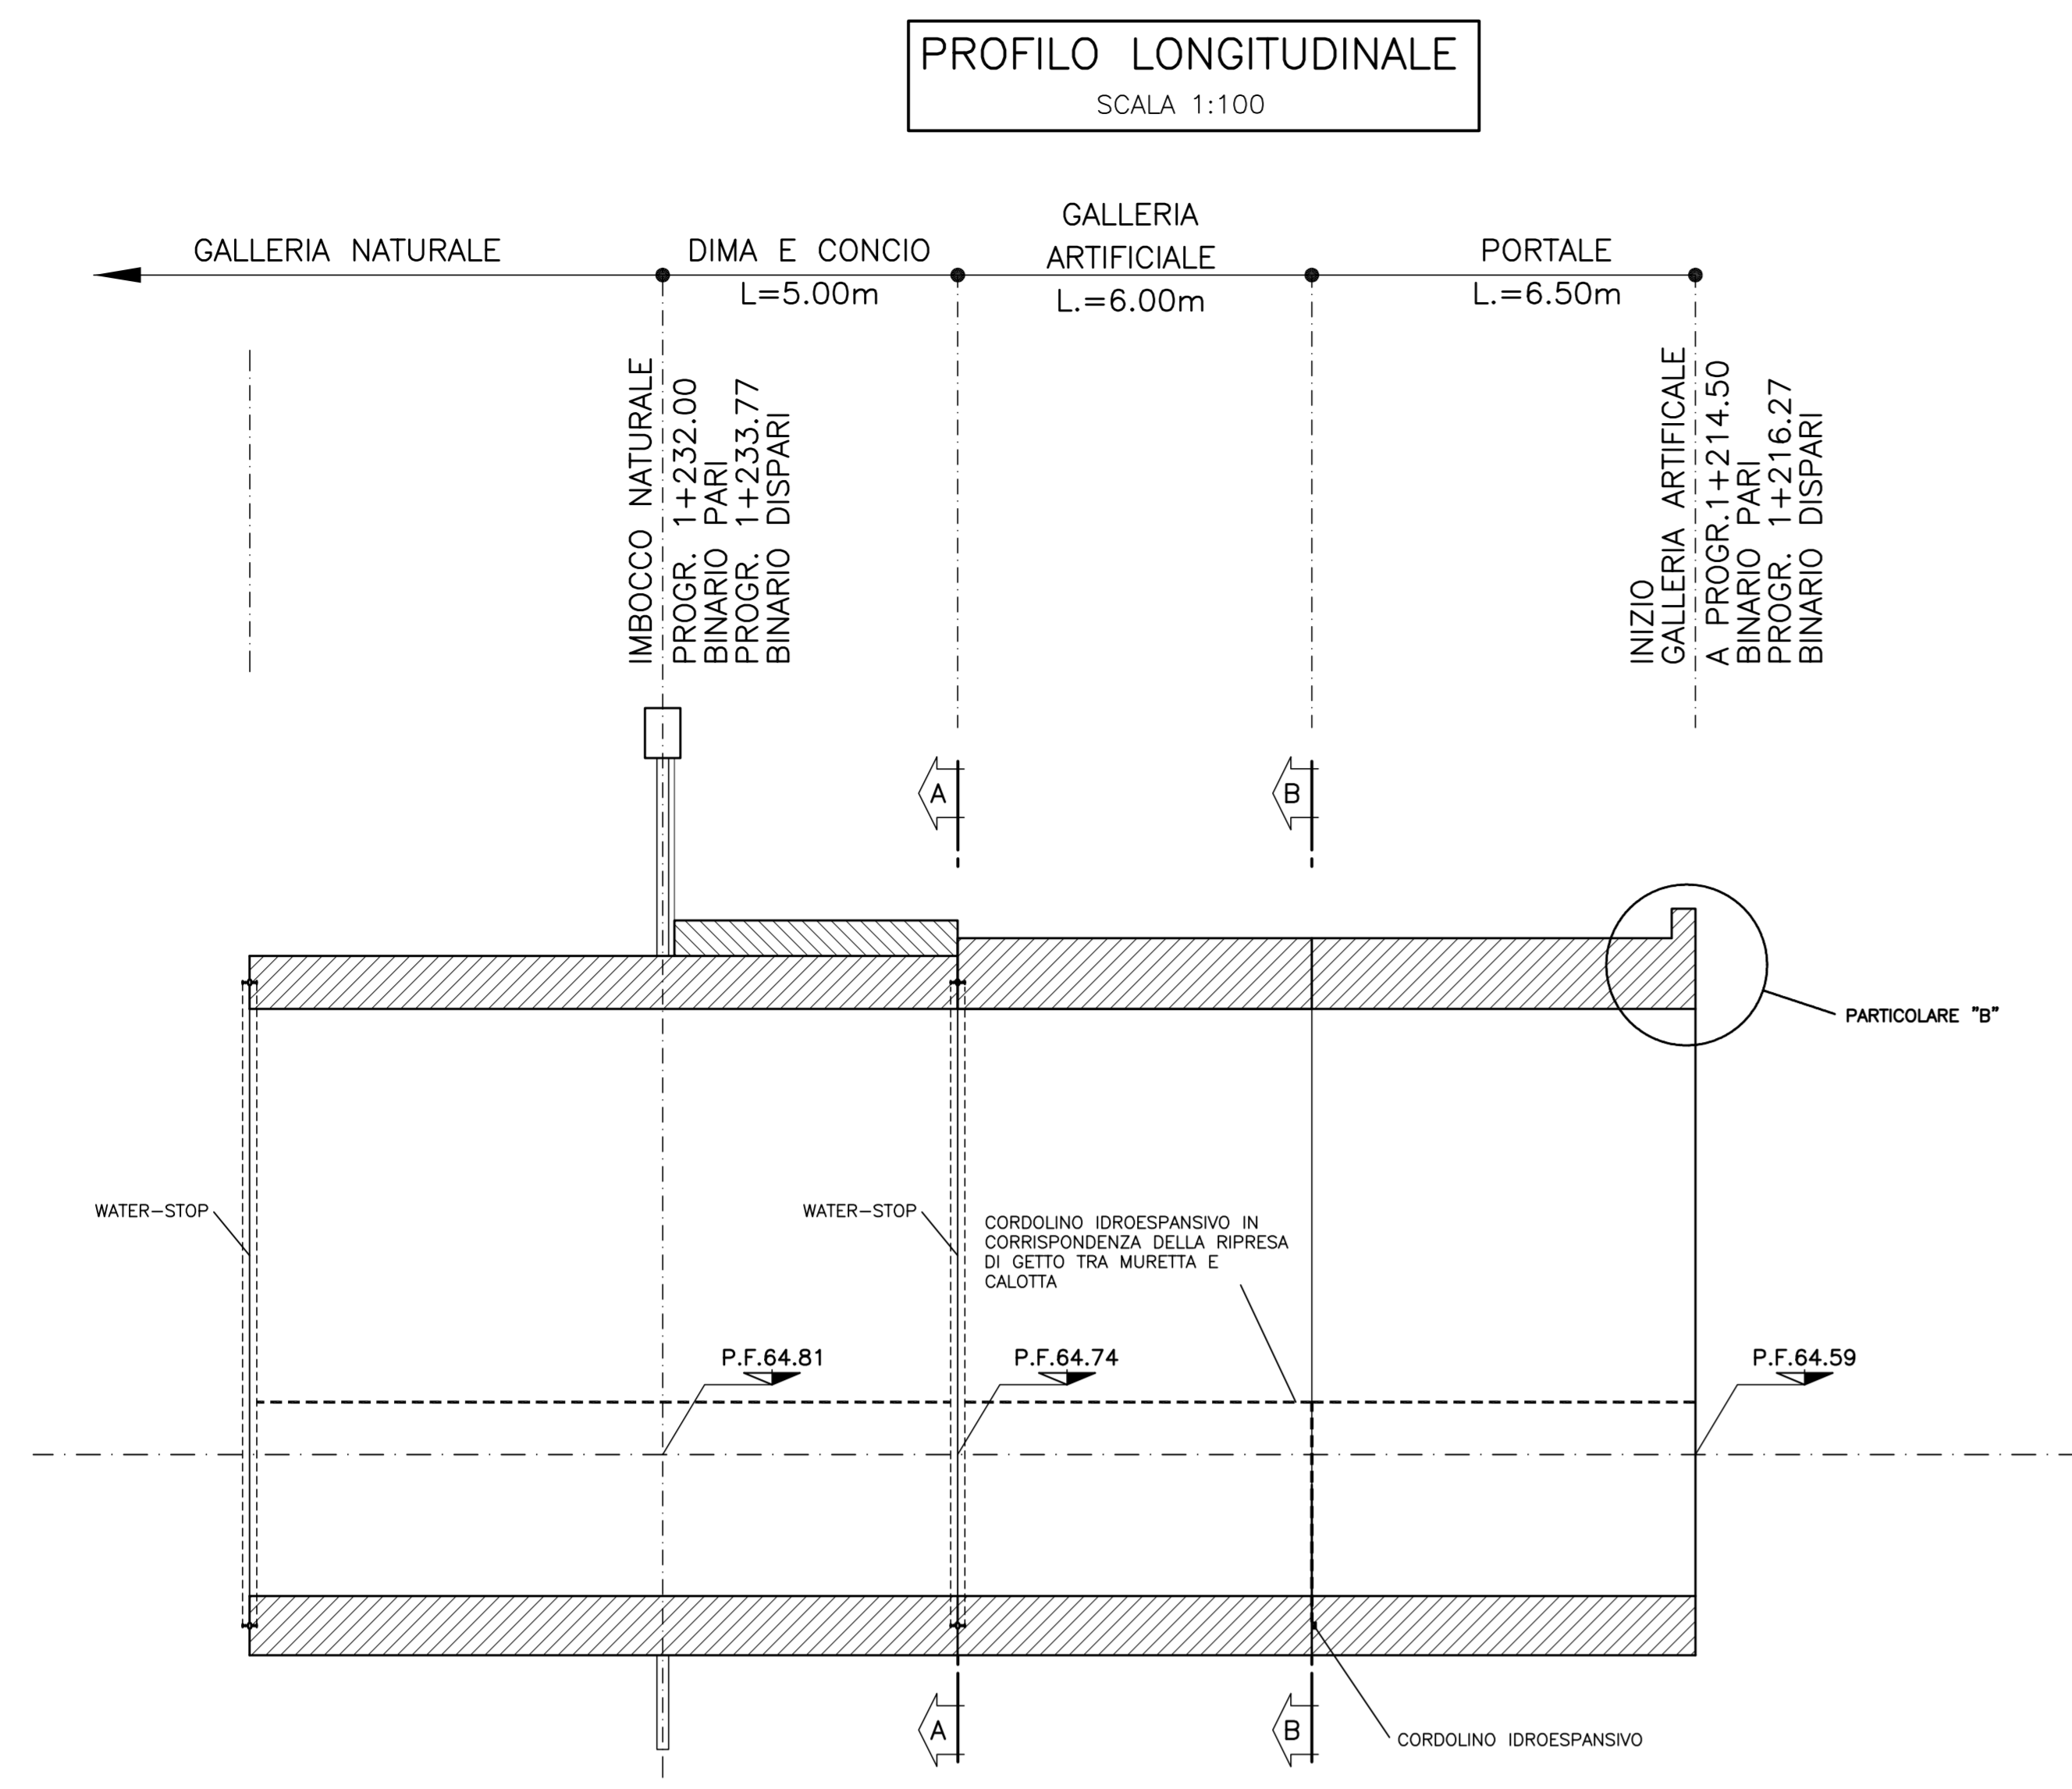 PROFILO LONGITUDINALE
SCALA 1:100
GALLERIA NATURALE
DIMA E CONCIO
L=5.00m
GALLERIA
ARTIFICIALE
L.=6.00m
PORTALE
L.=6.50m
IMBOCCO NATURALE
PROGR. 1+232.00
BINARIO PARI
PROGR. 1+233.77
BINARIO DISPARI
INIZIO
GALLERIA ARTIFICALE
A PROGR.1+214.50
BINARIO PARI
PROGR. 1+216.27
BINARIO DISPARI
A
B
PARTICOLARE "B"
WATER-STOP
WATER-STOP
CORDOLINO IDROESPANSIVO IN
CORRISPONDENZA DELLA RIPRESA
DI GETTO TRA MURETTA E
CALOTTA
P.F.64.81
P.F.64.74
P.F.64.59
A
B
CORDOLINO IDROESPANSIVO